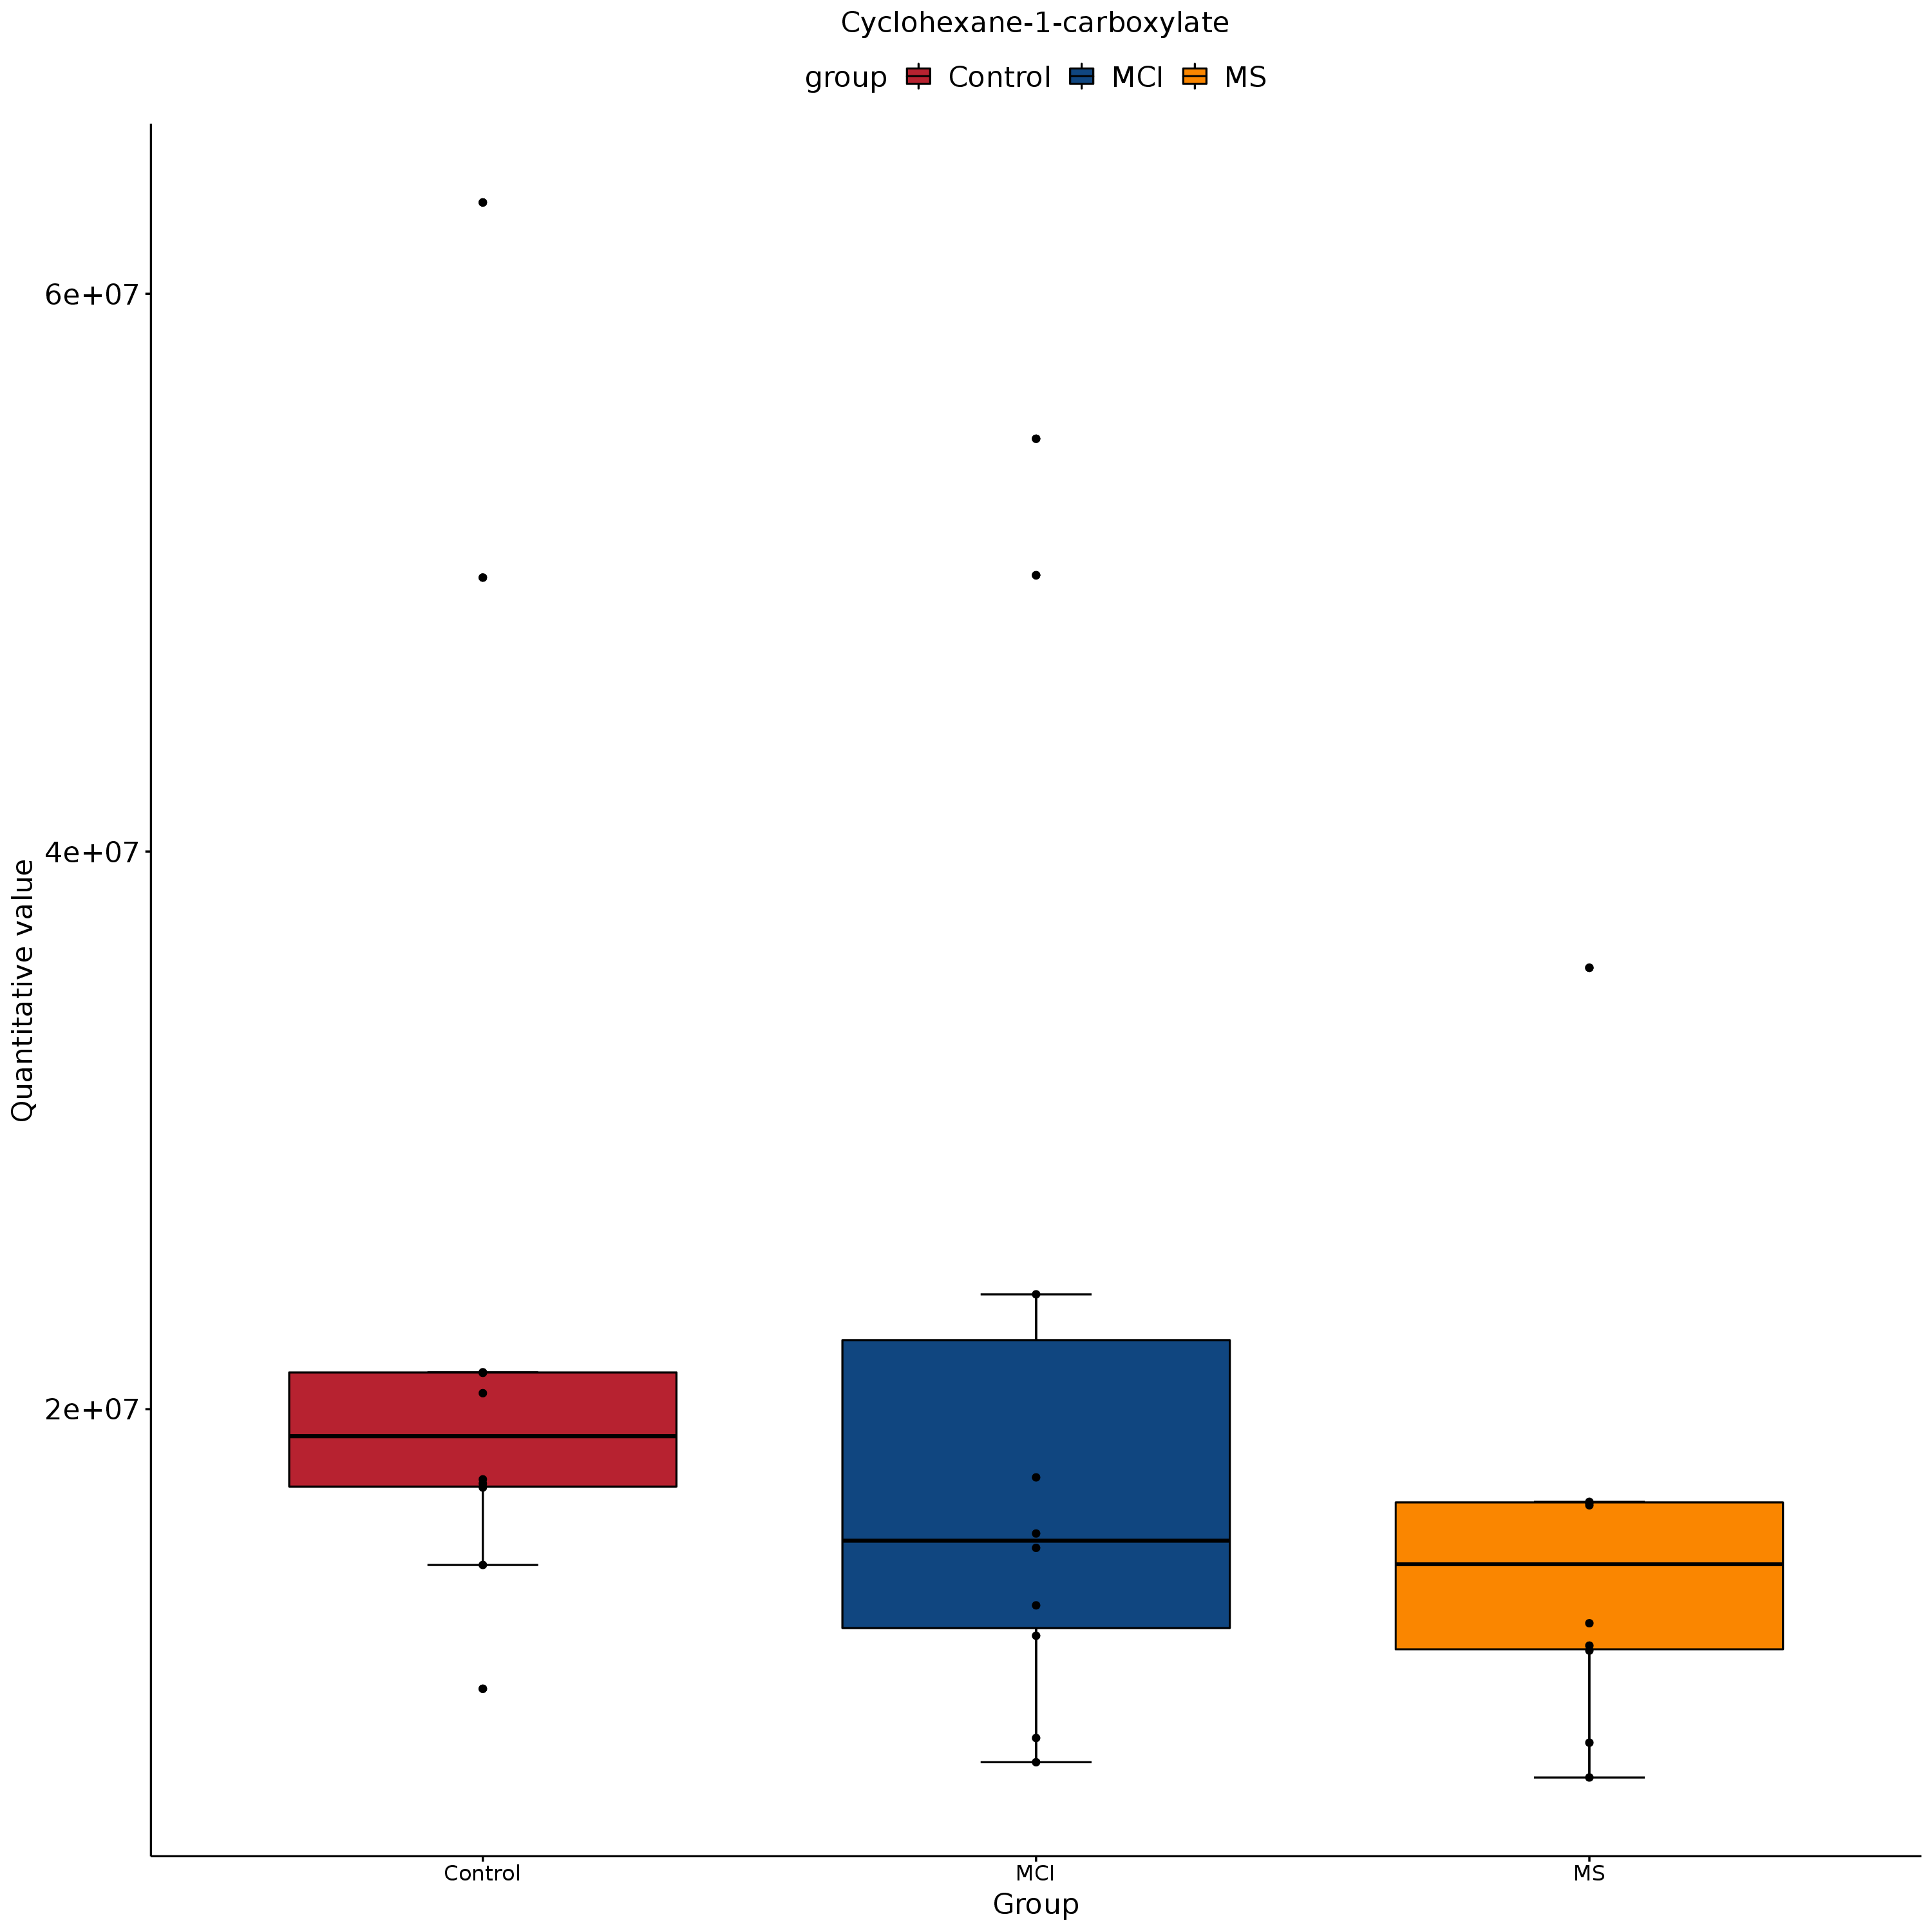 Cyclohexane-1-carboxylate
group Control MCI MS
6e+07
4e+07
2e+07
Quantitative value
Control MCI MS
Group